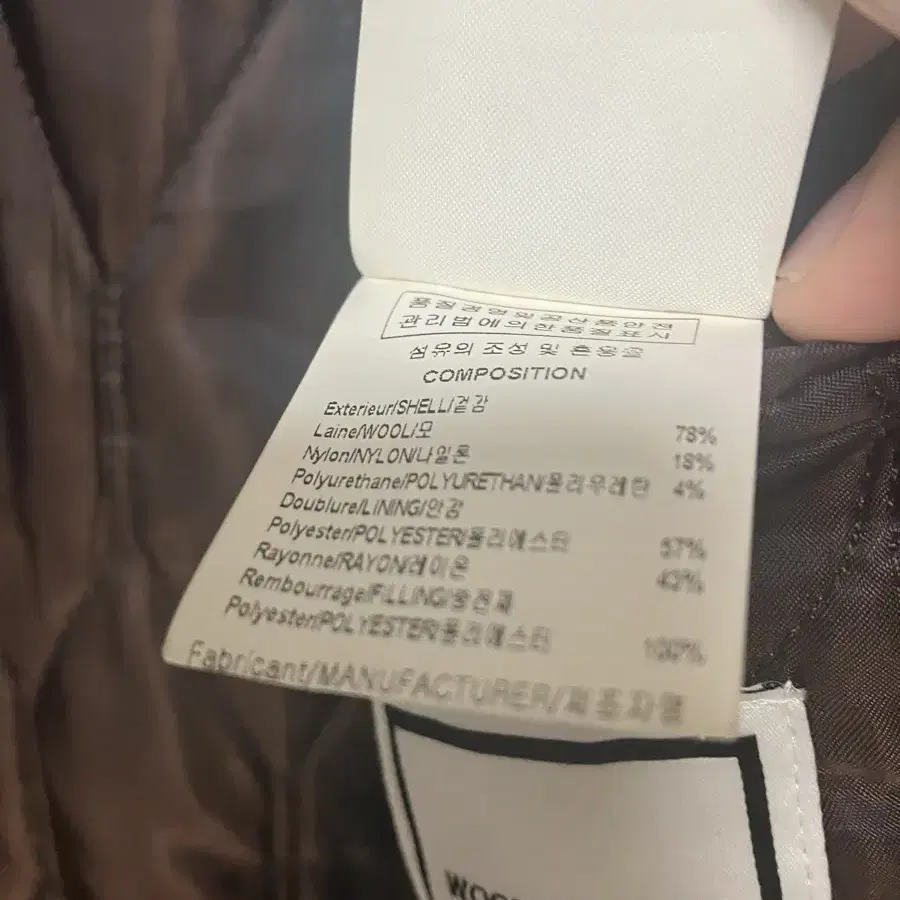 품질경영및공산품안전
관리법에의한품질표시
섬유의 조성 및 혼용율
COMPOSITION
Exterieur/SHELL/겉감
Laine/WOOL/모 78%
Nylon/NYLON/나일론 18%
Polyurethane/POLYURETHAN/폴리우레탄 4%
Doublure/LINING/안감
Polyester/POLYESTER/폴리에스터 57%
Rayonne/RAYON/레이온 43%
Rembourrage/FILLING/충전재
Polyester/POLYESTER/폴리에스터 100%
Fabricant/MANUFACTURER/제조자명